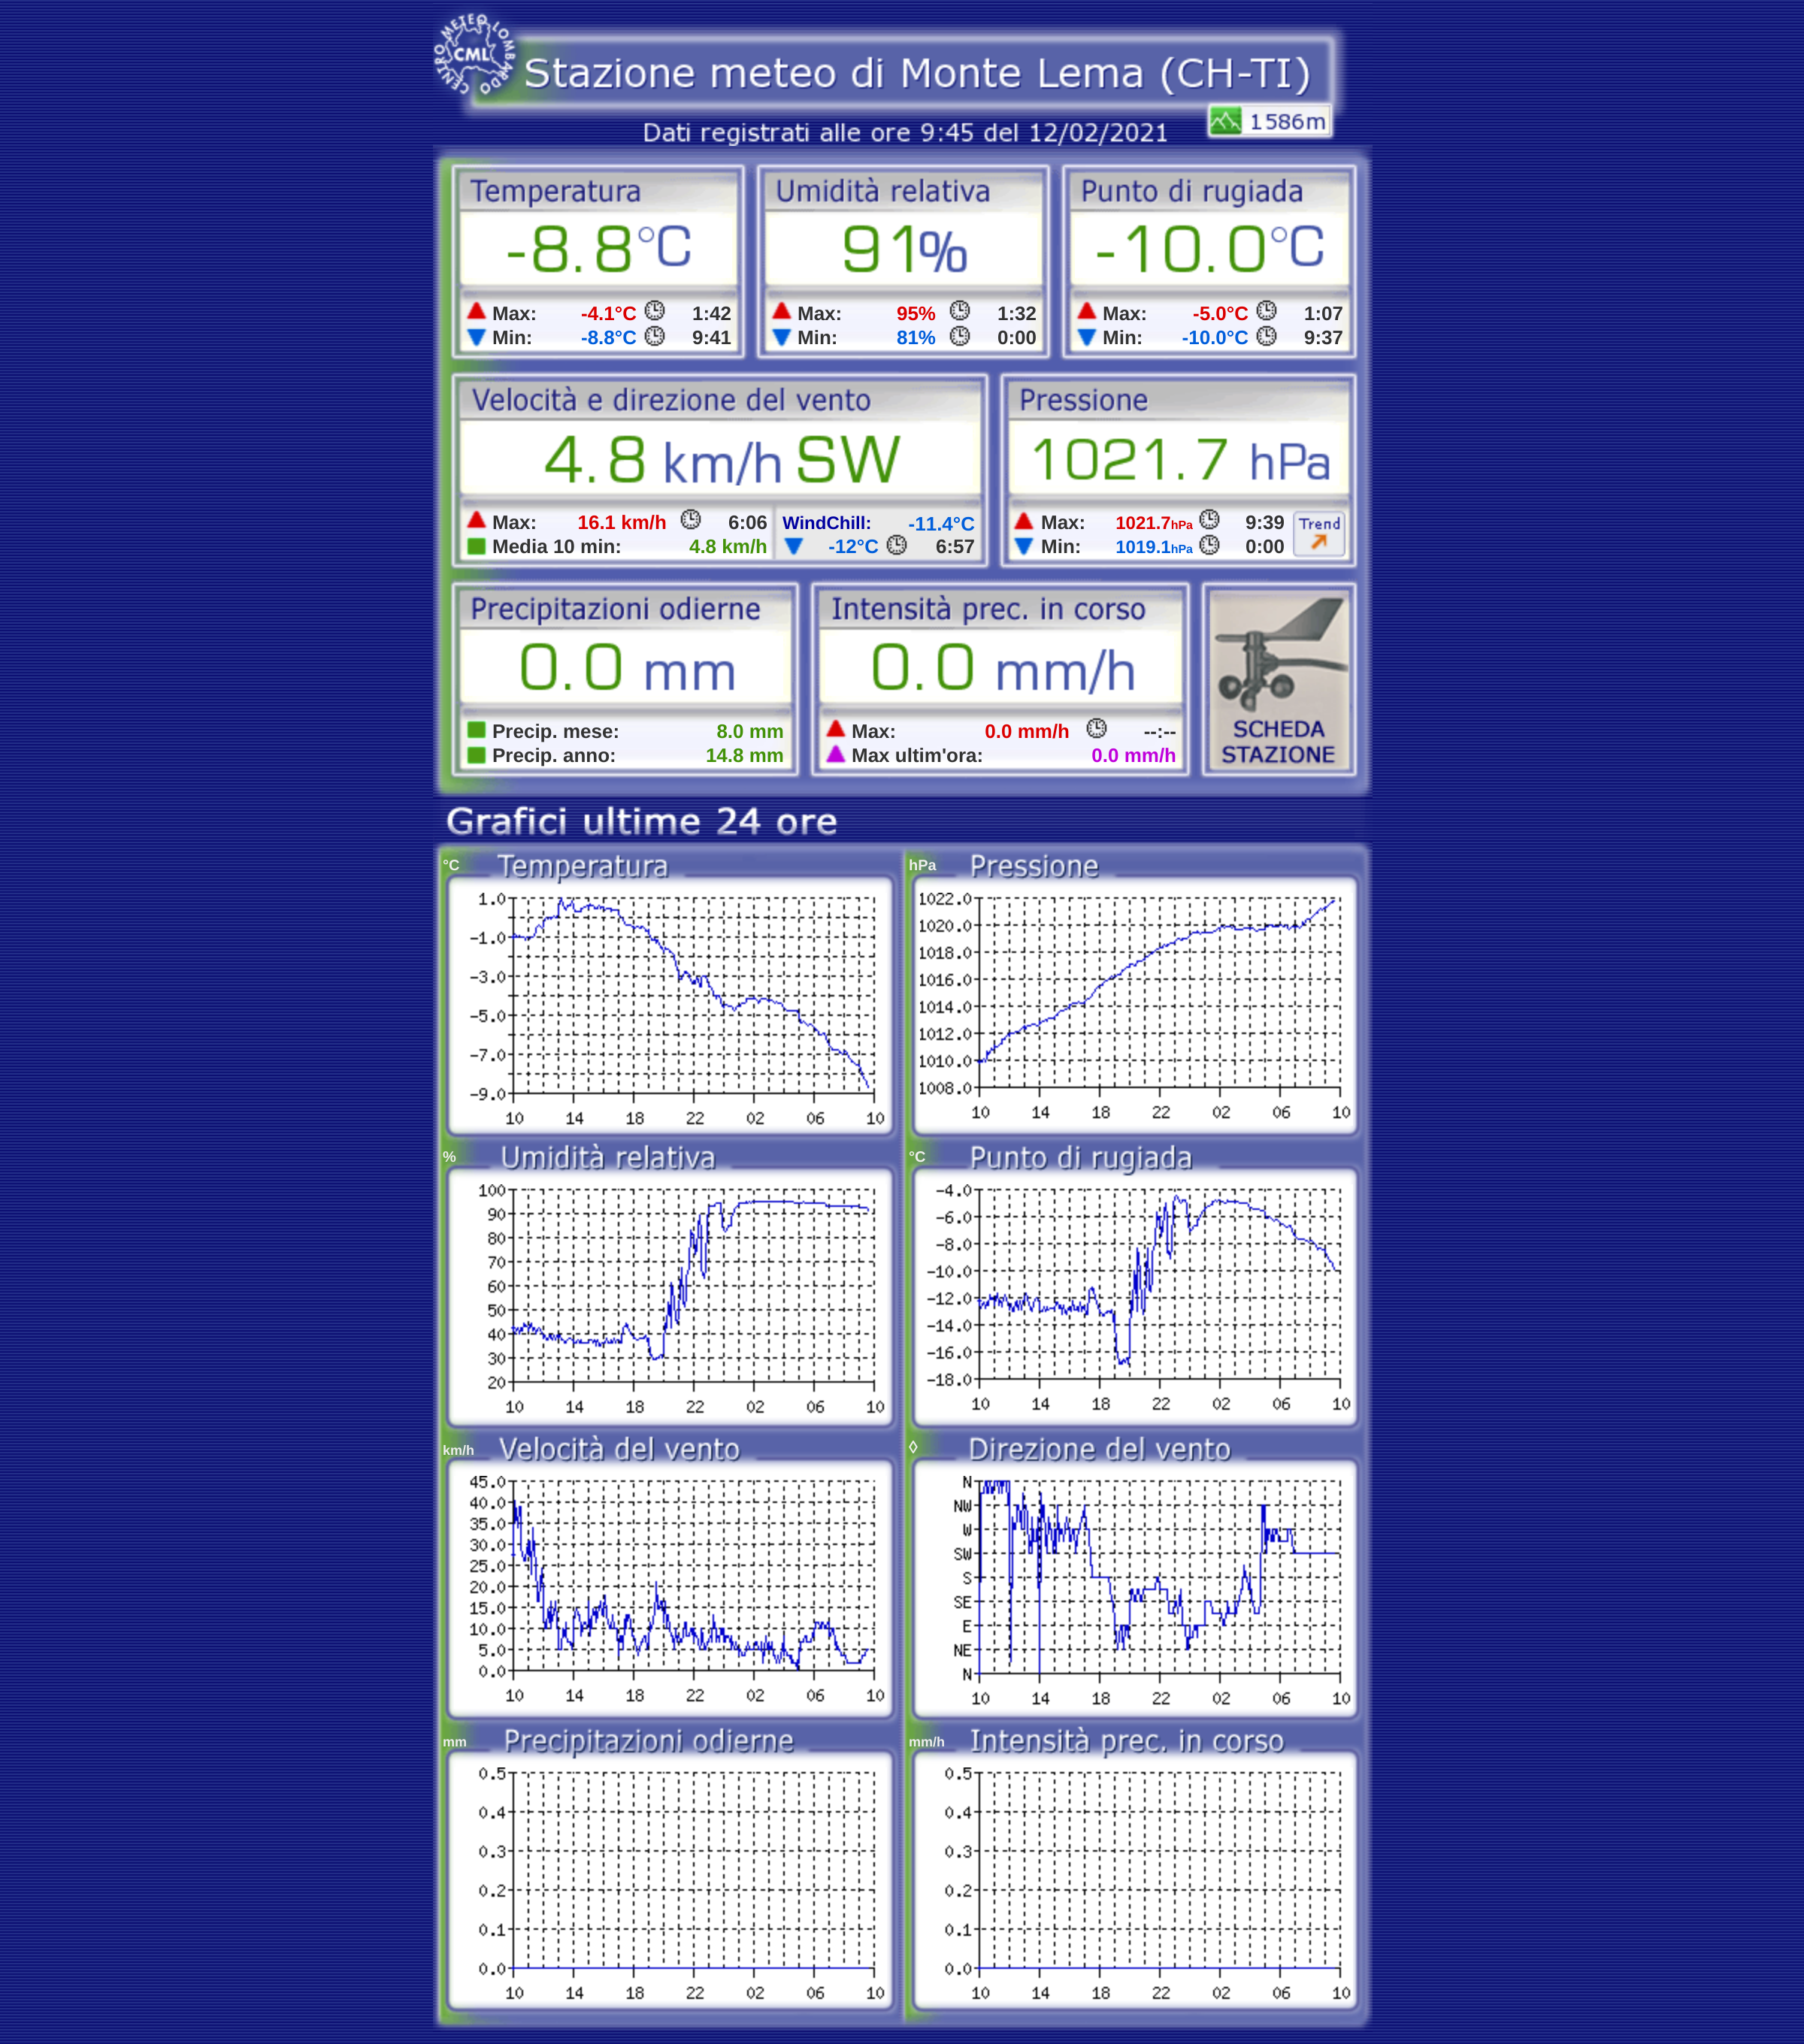 CENTRO METEO LOMBARDO
CML
Stazione meteo di Monte Lema (CH-TI)
1586m
Dati registrati alle ore 9:45 del 12/02/2021
Temperatura
-8.8°C
Max: -4.1°C 1:42
Min: -8.8°C 9:41
Umidità relativa
91%
Max: 95% 1:32
Min: 81% 0:00
Punto di rugiada
-10.0°C
Max: -5.0°C 1:07
Min: -10.0°C 9:37
Velocità e direzione del vento
4.8 km/h SW
Max: 16.1 km/h 6:06
Media 10 min: 4.8 km/h
WindChill: -11.4°C
-12°C 6:57
Pressione
1021.7 hPa
Max: 1021.7hPa 9:39
Min: 1019.1hPa 0:00
Trend
Precipitazioni odierne
0.0 mm
Precip. mese: 8.0 mm
Precip. anno: 14.8 mm
Intensità prec. in corso
0.0 mm/h
Max: 0.0 mm/h --:--
Max ultim'ora: 0.0 mm/h
SCHEDA
STAZIONE
Grafici ultime 24 ore
°C Temperatura
1.0
-1.0
-3.0
-5.0
-7.0
-9.0
10 14 18 22 02 06 10
hPa Pressione
1022.0
1020.0
1018.0
1016.0
1014.0
1012.0
1010.0
1008.0
10 14 18 22 02 06 10
% Umidità relativa
100
90
80
70
60
50
40
30
20
10 14 18 22 02 06 10
°C Punto di rugiada
-4.0
-6.0
-8.0
-10.0
-12.0
-14.0
-16.0
-18.0
10 14 18 22 02 06 10
km/h Velocità del vento
45.0
40.0
35.0
30.0
25.0
20.0
15.0
10.0
5.0
0.0
10 14 18 22 02 06 10
◊ Direzione del vento
N
NW
W
SW
S
SE
E
NE
N
10 14 18 22 02 06 10
mm Precipitazioni odierne
0.5
0.4
0.3
0.2
0.1
0.0
10 14 18 22 02 06 10
mm/h Intensità prec. in corso
0.5
0.4
0.3
0.2
0.1
0.0
10 14 18 22 02 06 10